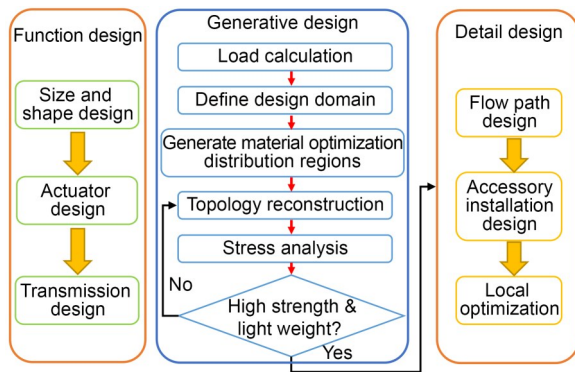 Function design
Size and
shape design
Actuator
design
Transmission
design
Generative design
Load calculation
Define design domain
Generate material optimization
distribution regions
Topology reconstruction
Stress analysis
High strength &
light weight?
No
Yes
Detail design
Flow path
design
Accessory
installation
design
Local
optimization